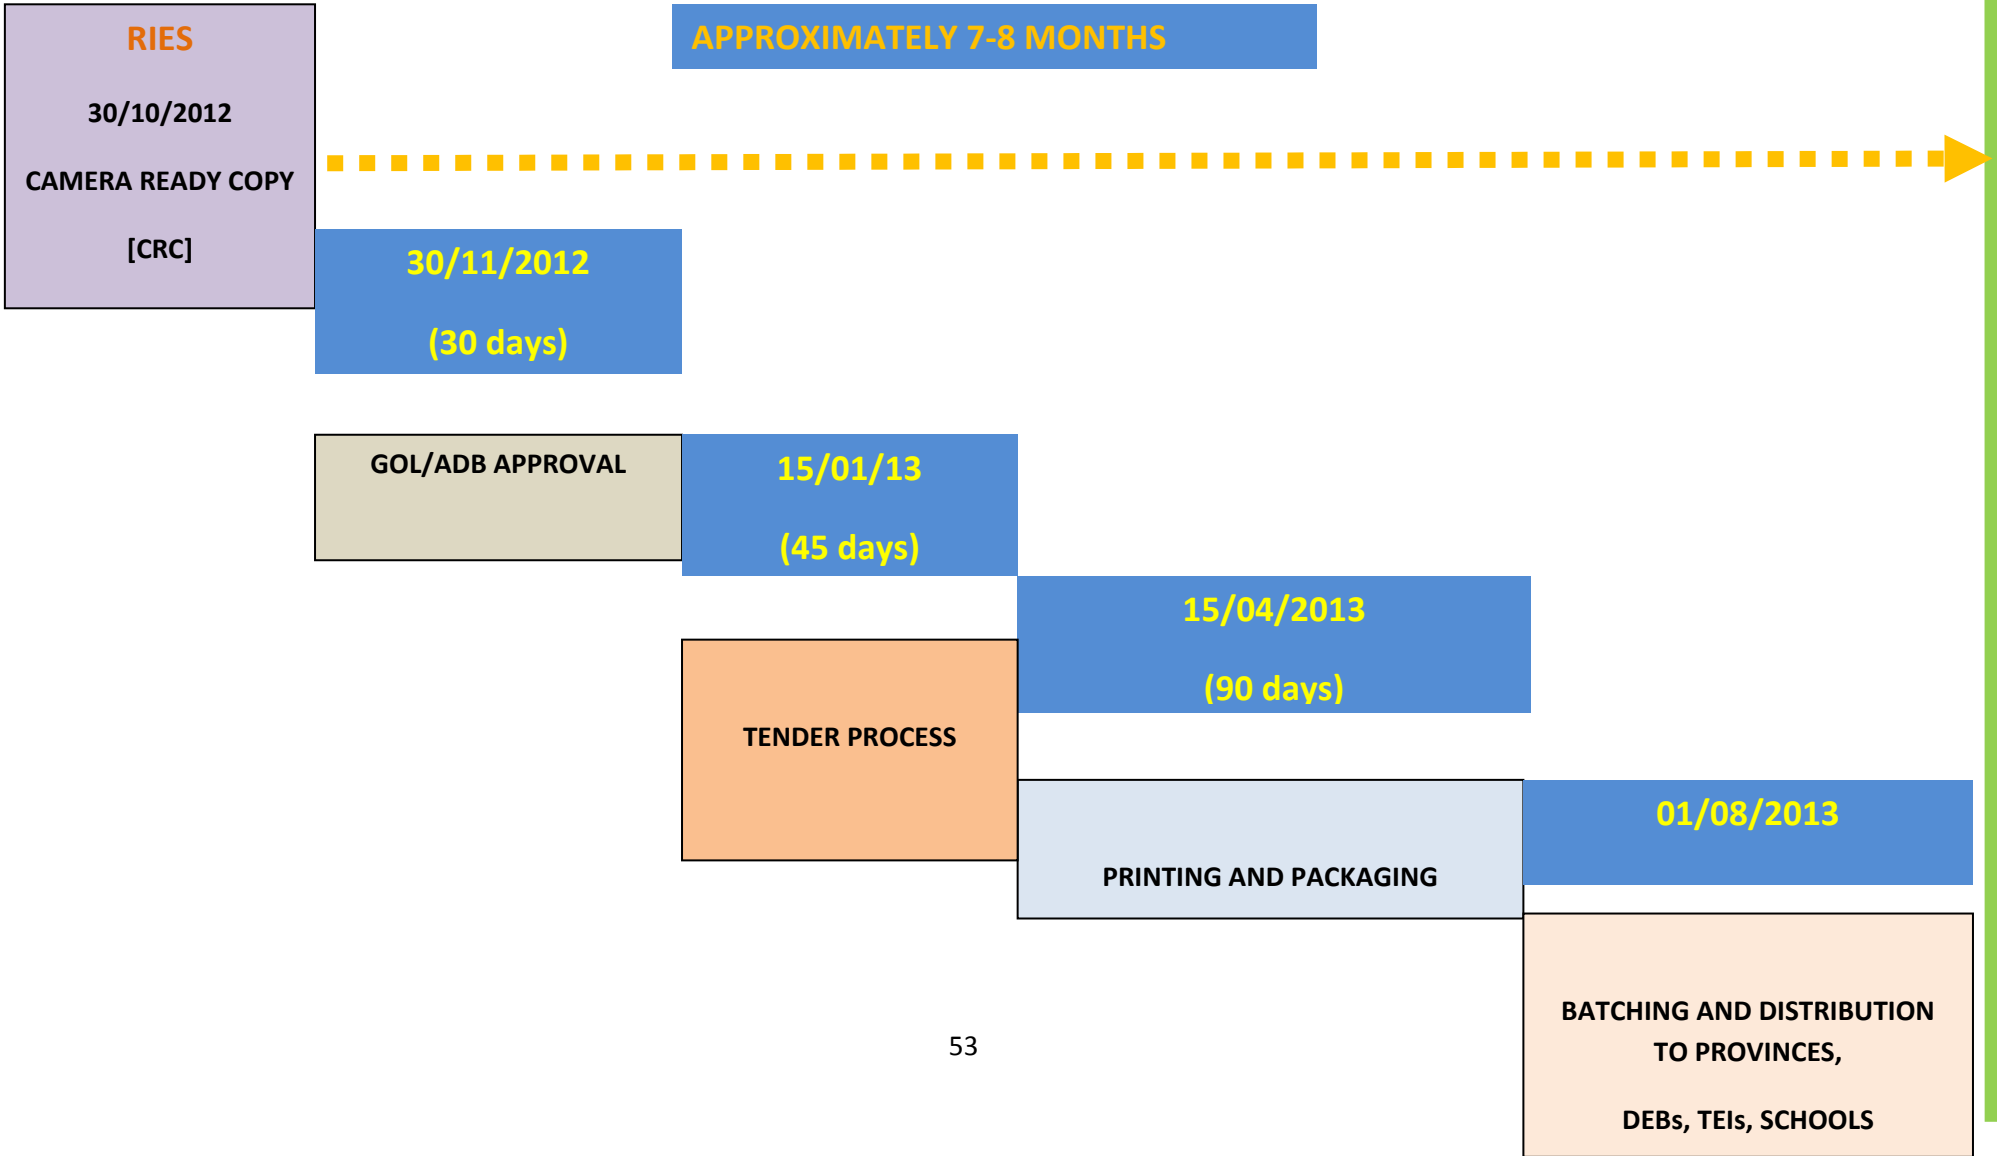 RIES
30/10/2012
CAMERA READY COPY
[CRC]
APPROXIMATELY 7-8 MONTHS
30/11/2012
(30 days)
GOL/ADB APPROVAL
15/01/13
(45 days)
TENDER PROCESS
15/04/2013
(90 days)
PRINTING AND PACKAGING
01/08/2013
BATCHING AND DISTRIBUTION
TO PROVINCES,
DEBs, TEIs, SCHOOLS
53